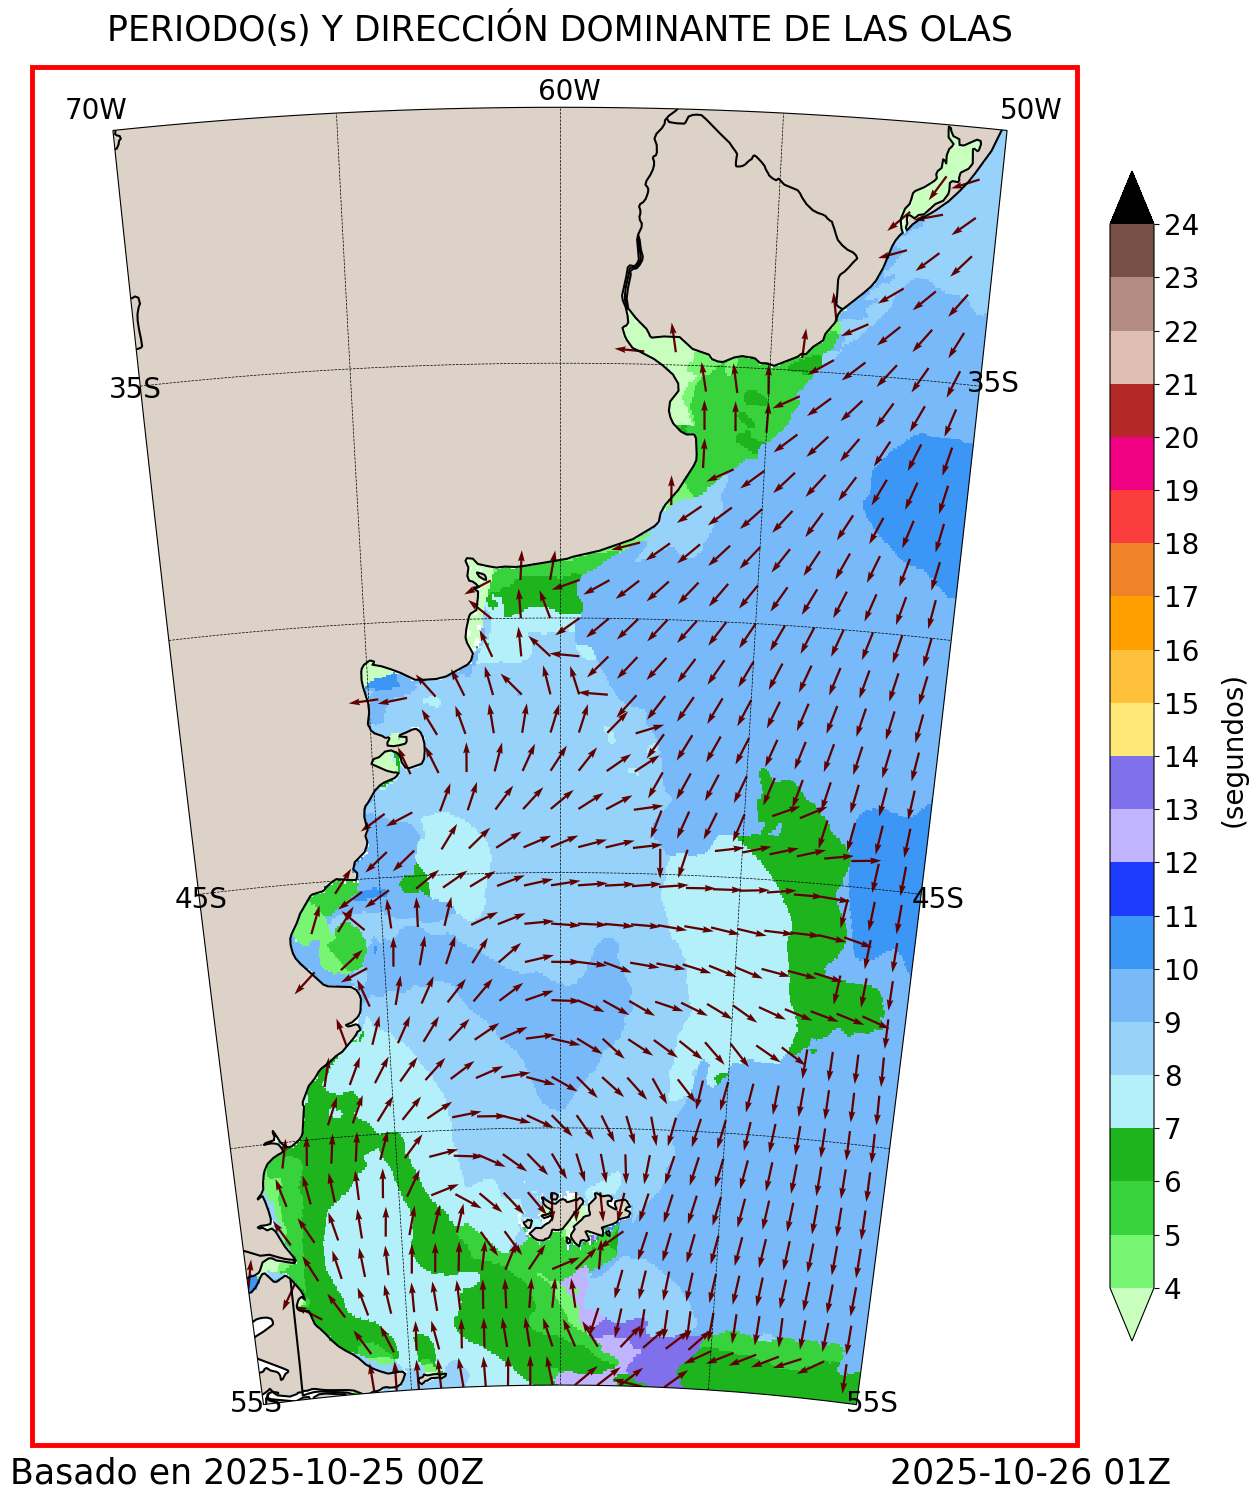 PERIODO(s) Y DIRECCIÓN DOMINANTE DE LAS OLAS
70W
60W
50W
35S
35S
45S
45S
55S
55S
24
23
22
21
20
19
18
17
16
15
14
13
12
11
10
9
8
7
6
5
4
(segundos)
Basado en 2025-10-25 00Z
2025-10-26 01Z